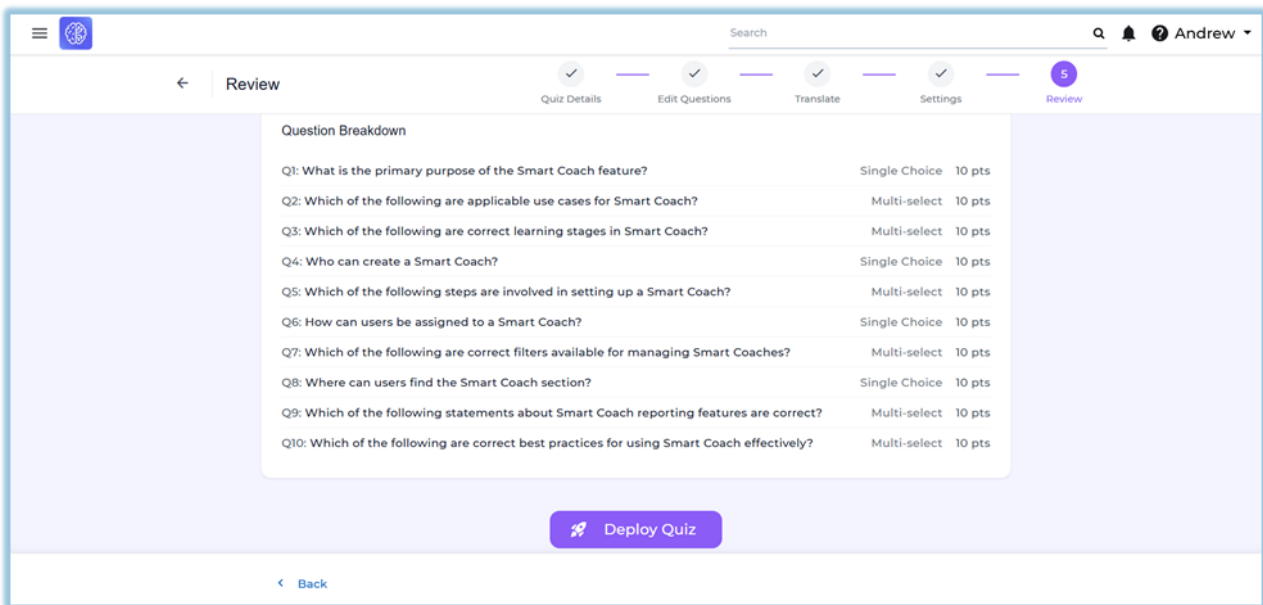 Search
Andrew
Review
Quiz Details
Edit Questions
Translate
Settings
5
Review
Question Breakdown
Q1: What is the primary purpose of the Smart Coach feature? Single Choice 10 pts
Q2: Which of the following are applicable use cases for Smart Coach? Multi-select 10 pts
Q3: Which of the following are correct learning stages in Smart Coach? Multi-select 10 pts
Q4: Who can create a Smart Coach? Single Choice 10 pts
Q5: Which of the following steps are involved in setting up a Smart Coach? Multi-select 10 pts
Q6: How can users be assigned to a Smart Coach? Single Choice 10 pts
Q7: Which of the following are correct filters available for managing Smart Coaches? Multi-select 10 pts
Q8: Where can users find the Smart Coach section? Single Choice 10 pts
Q9: Which of the following statements about Smart Coach reporting features are correct? Multi-select 10 pts
Q10: Which of the following are correct best practices for using Smart Coach effectively? Multi-select 10 pts
Deploy Quiz
Back